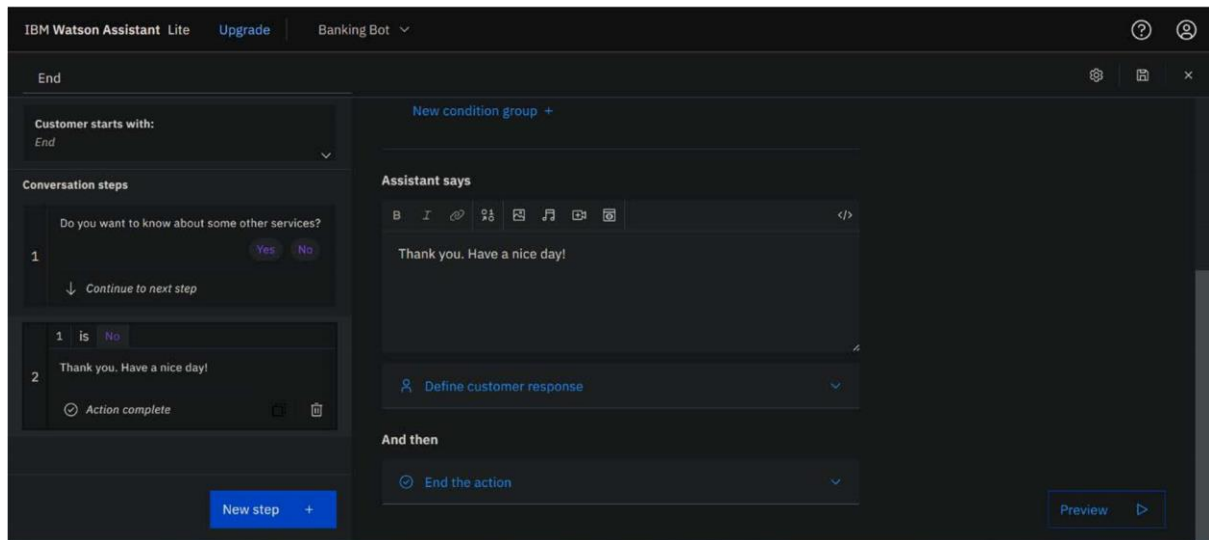 IBM Watson Assistant Lite Upgrade Banking Bot
End
Customer starts with:
End
Conversation steps
1
Do you want to know about some other services?
Yes No
Continue to next step
2
1 is No
Thank you. Have a nice day!
Action complete
New step +
New condition group +
Assistant says
B I </>
Thank you. Have a nice day!
Define customer response
And then
End the action
Preview